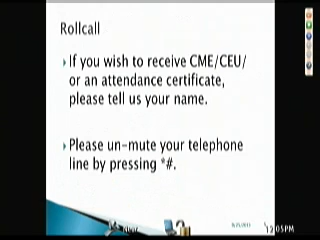 Rollcall
If you wish to receive CME/CEU/
or an attendance certificate,
please tell us your name.
Please un-mute your telephone
line by pressing *#.
12:05PM